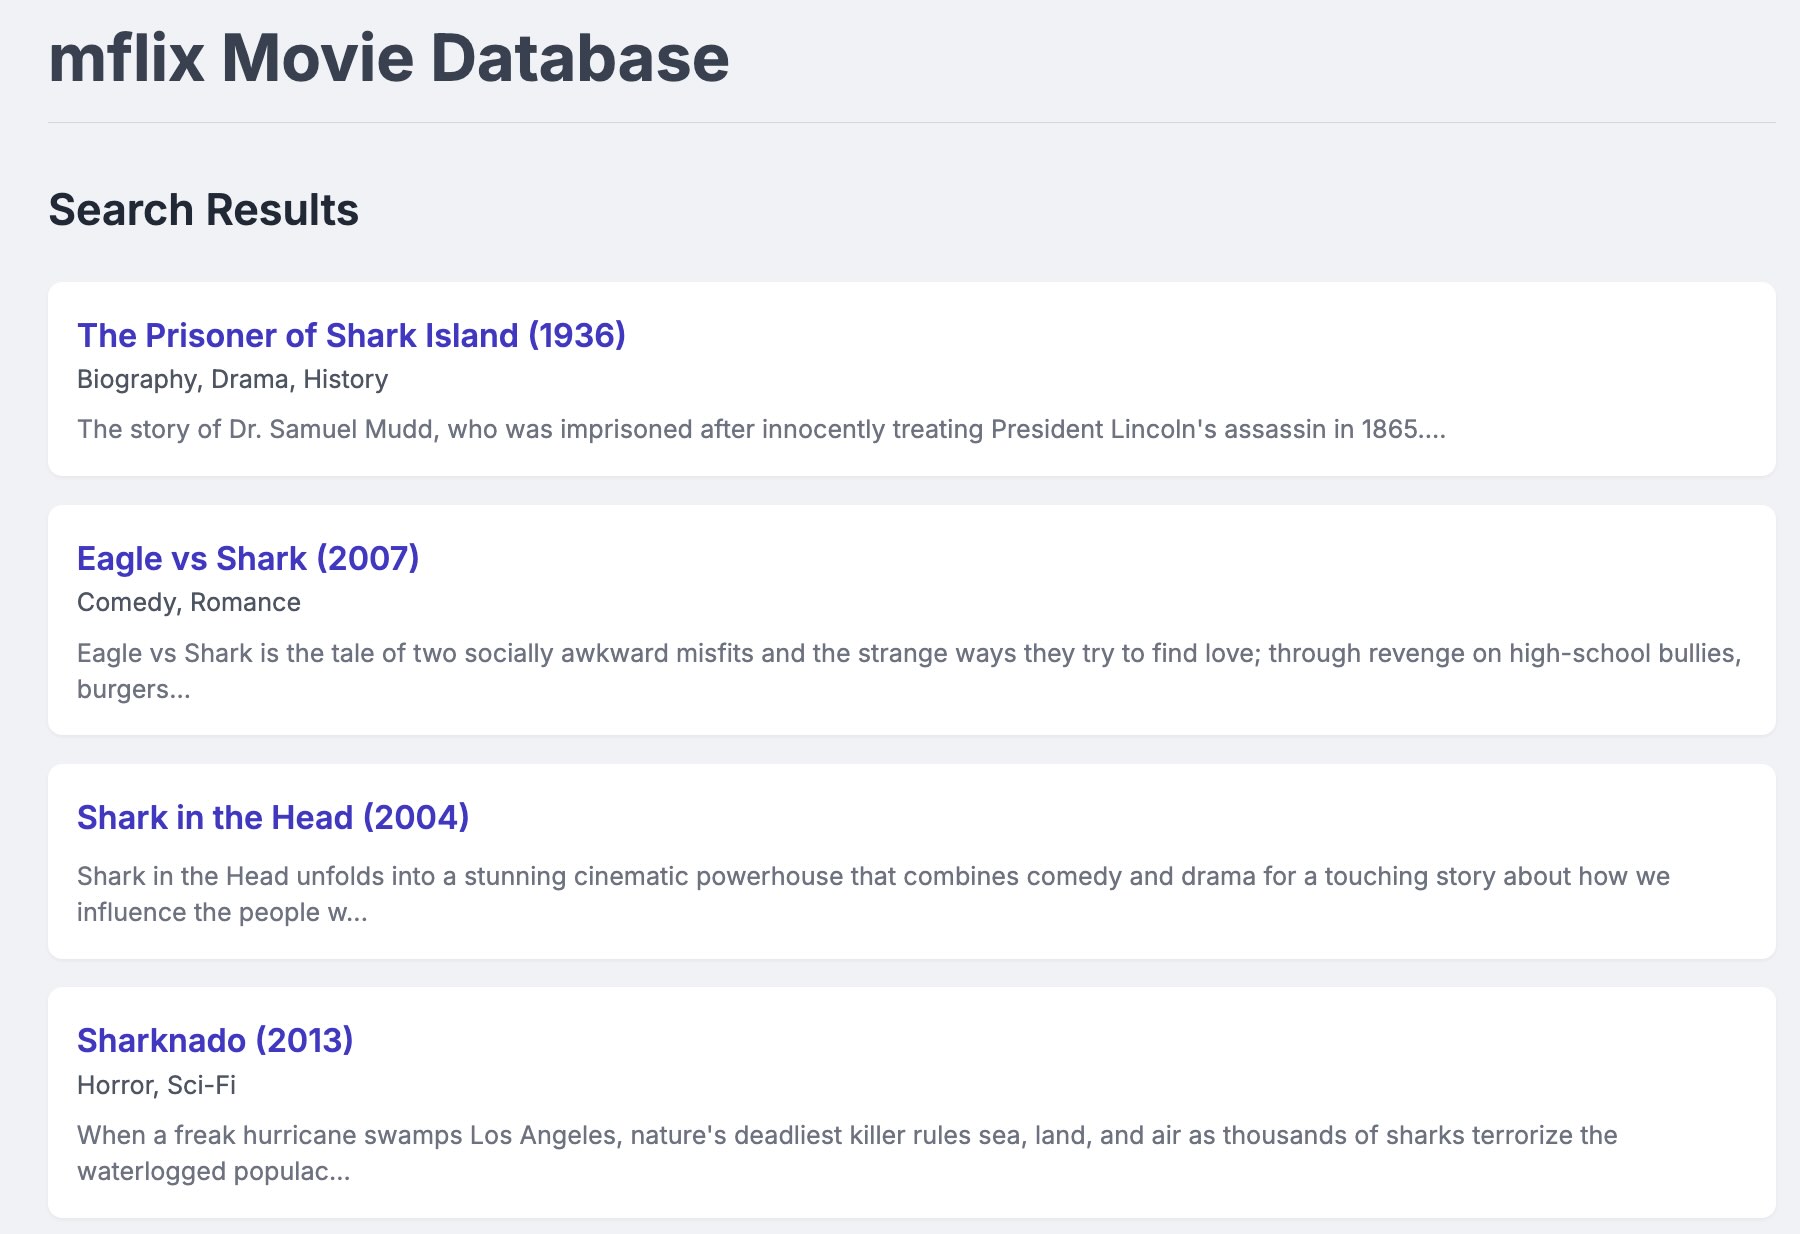 mflix Movie Database
Search Results
The Prisoner of Shark Island (1936)
Biography, Drama, History
The story of Dr. Samuel Mudd, who was imprisoned after innocently treating President Lincoln's assassin in 1865....
Eagle vs Shark (2007)
Comedy, Romance
Eagle vs Shark is the tale of two socially awkward misfits and the strange ways they try to find love; through revenge on high-school bullies,
burgers...
Shark in the Head (2004)
Shark in the Head unfolds into a stunning cinematic powerhouse that combines comedy and drama for a touching story about how we
influence the people w...
Sharknado (2013)
Horror, Sci-Fi
When a freak hurricane swamps Los Angeles, nature's deadliest killer rules sea, land, and air as thousands of sharks terrorize the
waterlogged populac...